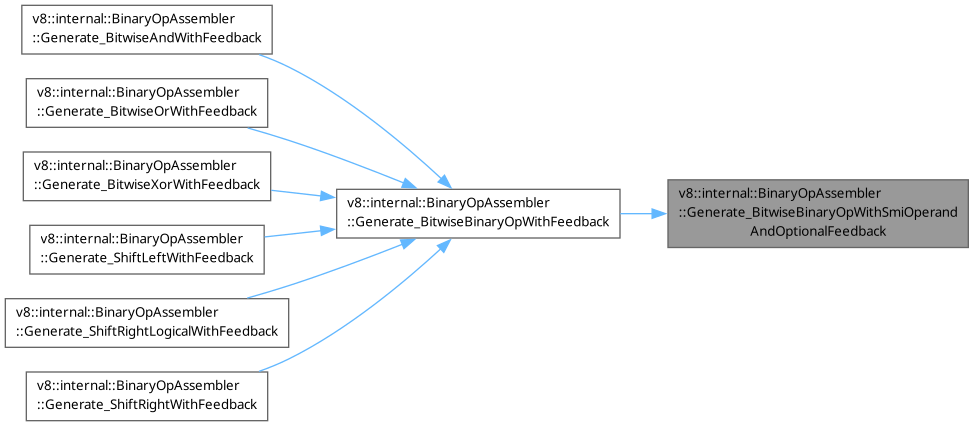 v8::internal::BinaryOpAssembler
::Generate_BitwiseAndWithFeedback
v8::internal::BinaryOpAssembler
::Generate_BitwiseOrWithFeedback
v8::internal::BinaryOpAssembler
::Generate_BitwiseXorWithFeedback
v8::internal::BinaryOpAssembler
::Generate_ShiftLeftWithFeedback
v8::internal::BinaryOpAssembler
::Generate_ShiftRightLogicalWithFeedback
v8::internal::BinaryOpAssembler
::Generate_ShiftRightWithFeedback
v8::internal::BinaryOpAssembler
::Generate_BitwiseBinaryOpWithFeedback
v8::internal::BinaryOpAssembler
::Generate_BitwiseBinaryOpWithSmiOperand
AndOptionalFeedback